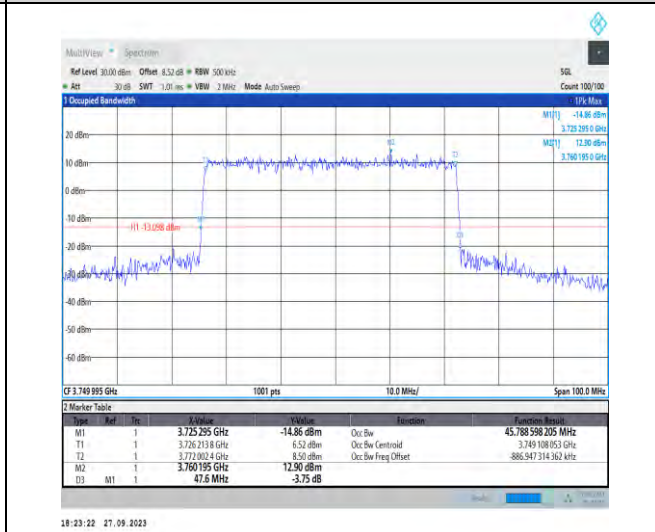 MultiView Spectrum
Ref Level 30.00 dBm Offset 8.52 dB RBW 500 kHz SGL
Att 30 dB SWT 1.01 ms VBW 2 MHz Mode Auto Sweep Count 100/100
1 Occupied Bandwidth 1Pk Max
M1[1] -14.86 dBm
3.725 295 0 GHz
M2[1] 12.90 dBm
3.760 195 0 GHz
20 dBm
M2
T1
10 dBm
0 dBm
-10 dBm
H1 -13.098 dBm
-20 dBm
D3
-30 dBm
-40 dBm
-50 dBm
-60 dBm
CF 3.749 995 GHz 1001 pts 10.0 MHz/ Span 100.0 MHz
2 Marker Table
Type Ref Trc X-Value Y-Value Function Function Result
M1 1 3.725 295 GHz -14.86 dBm Occ Bw 45.788 598 205 MHz
T1 1 3.726 213 8 GHz 6.52 dBm Occ Bw Centroid 3.749 108 053 GHz
T2 1 3.772 002 4 GHz 8.50 dBm Occ Bw Freq Offset -886.947 314 362 kHz
M2 1 3.760 195 GHz 12.90 dBm
D3 M1 1 47.6 MHz -3.75 dB
18:23:22 27.09.2023